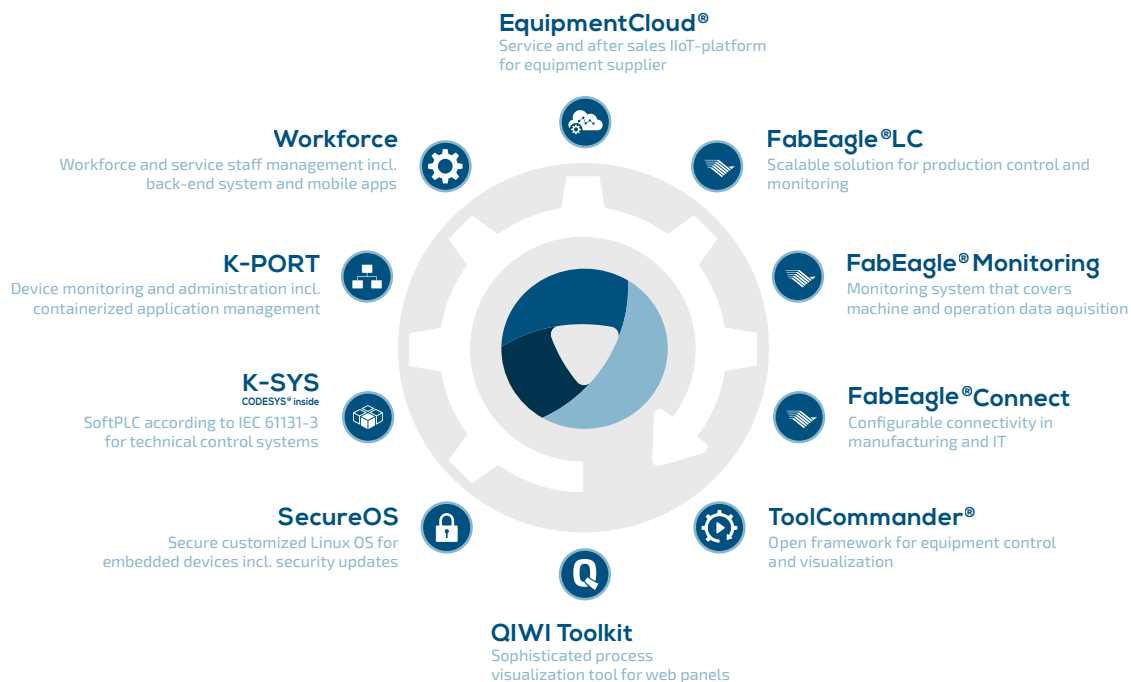 EquipmentCloud®
Service and after sales IIoT-platform
for equipment supplier
Workforce
Workforce and service staff management incl.
back-end system and mobile apps
FabEagle®LC
Scalable solution for production control and
monitoring
K-PORT
Device monitoring and administration incl.
containerized application management
FabEagle® Monitoring
Monitoring system that covers
machine and operation data aquisition
K-SYS
CODESYS® inside
SoftPLC according to IEC 61131-3
for technical control systems
FabEagle®Connect
Configurable connectivity in
manufacturing and IT
SecureOS
Secure customized Linux OS for
embedded devices incl. security updates
ToolCommander®
Open framework for equipment control
and visualization
Q
QIWI Toolkit
Sophisticated process
visualization tool for web panels